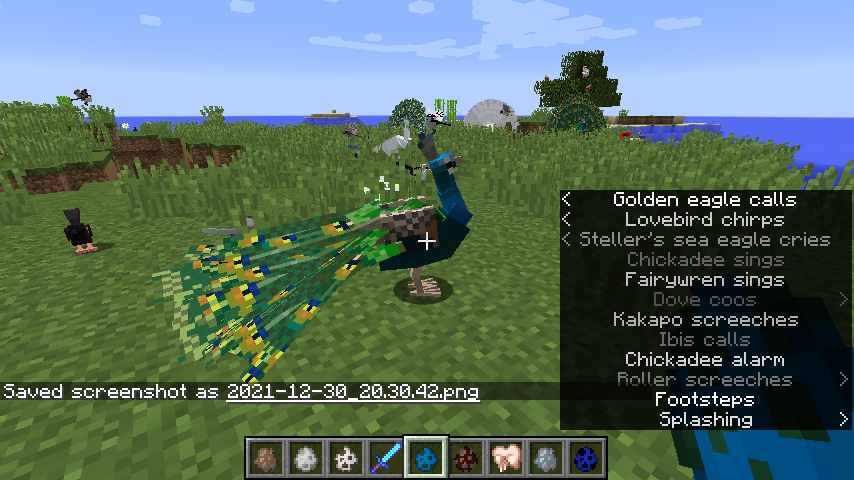 < Golden eagle calls
< Lovebird chirps
< Steller's sea eagle cries
Chickadee sings
Fairywren sings
Dove coos >
Kakapo screeches
Ibis calls
Chickadee alarm
Roller screeches >
Footsteps
Splashing >
Saved screenshot as 2021-12-30_20.30.42.png